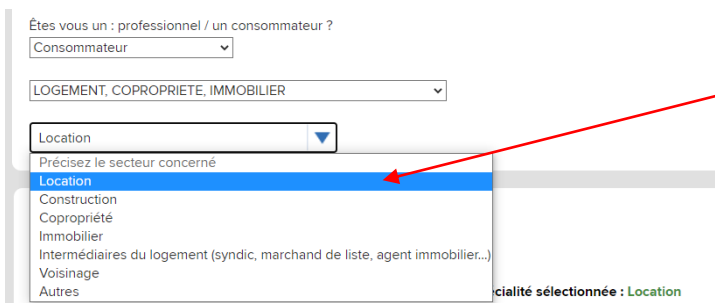 Êtes vous un : professionnel / un consommateur ?
Consommateur
LOGEMENT, COPROPRIETE, IMMOBILIER
Location
Précisez le secteur concerné
Location
Construction
Copropriété
Immobilier
Intermédiaires du logement (syndic, marchand de liste, agent immobilier...)
Voisinage
Autres
écialité sélectionnée : Location